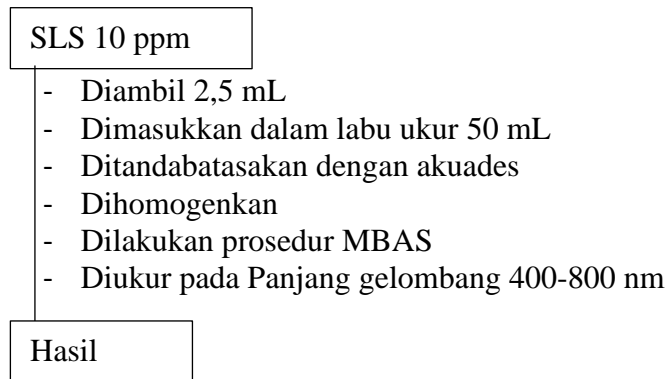 SLS 10 ppm
- Diambil 2,5 mL
- Dimasukkan dalam labu ukur 50 mL
- Ditandabatasakan dengan akuades
- Dihomogenkan
- Dilakukan prosedur MBAS
- Diukur pada Panjang gelombang 400-800 nm
Hasil